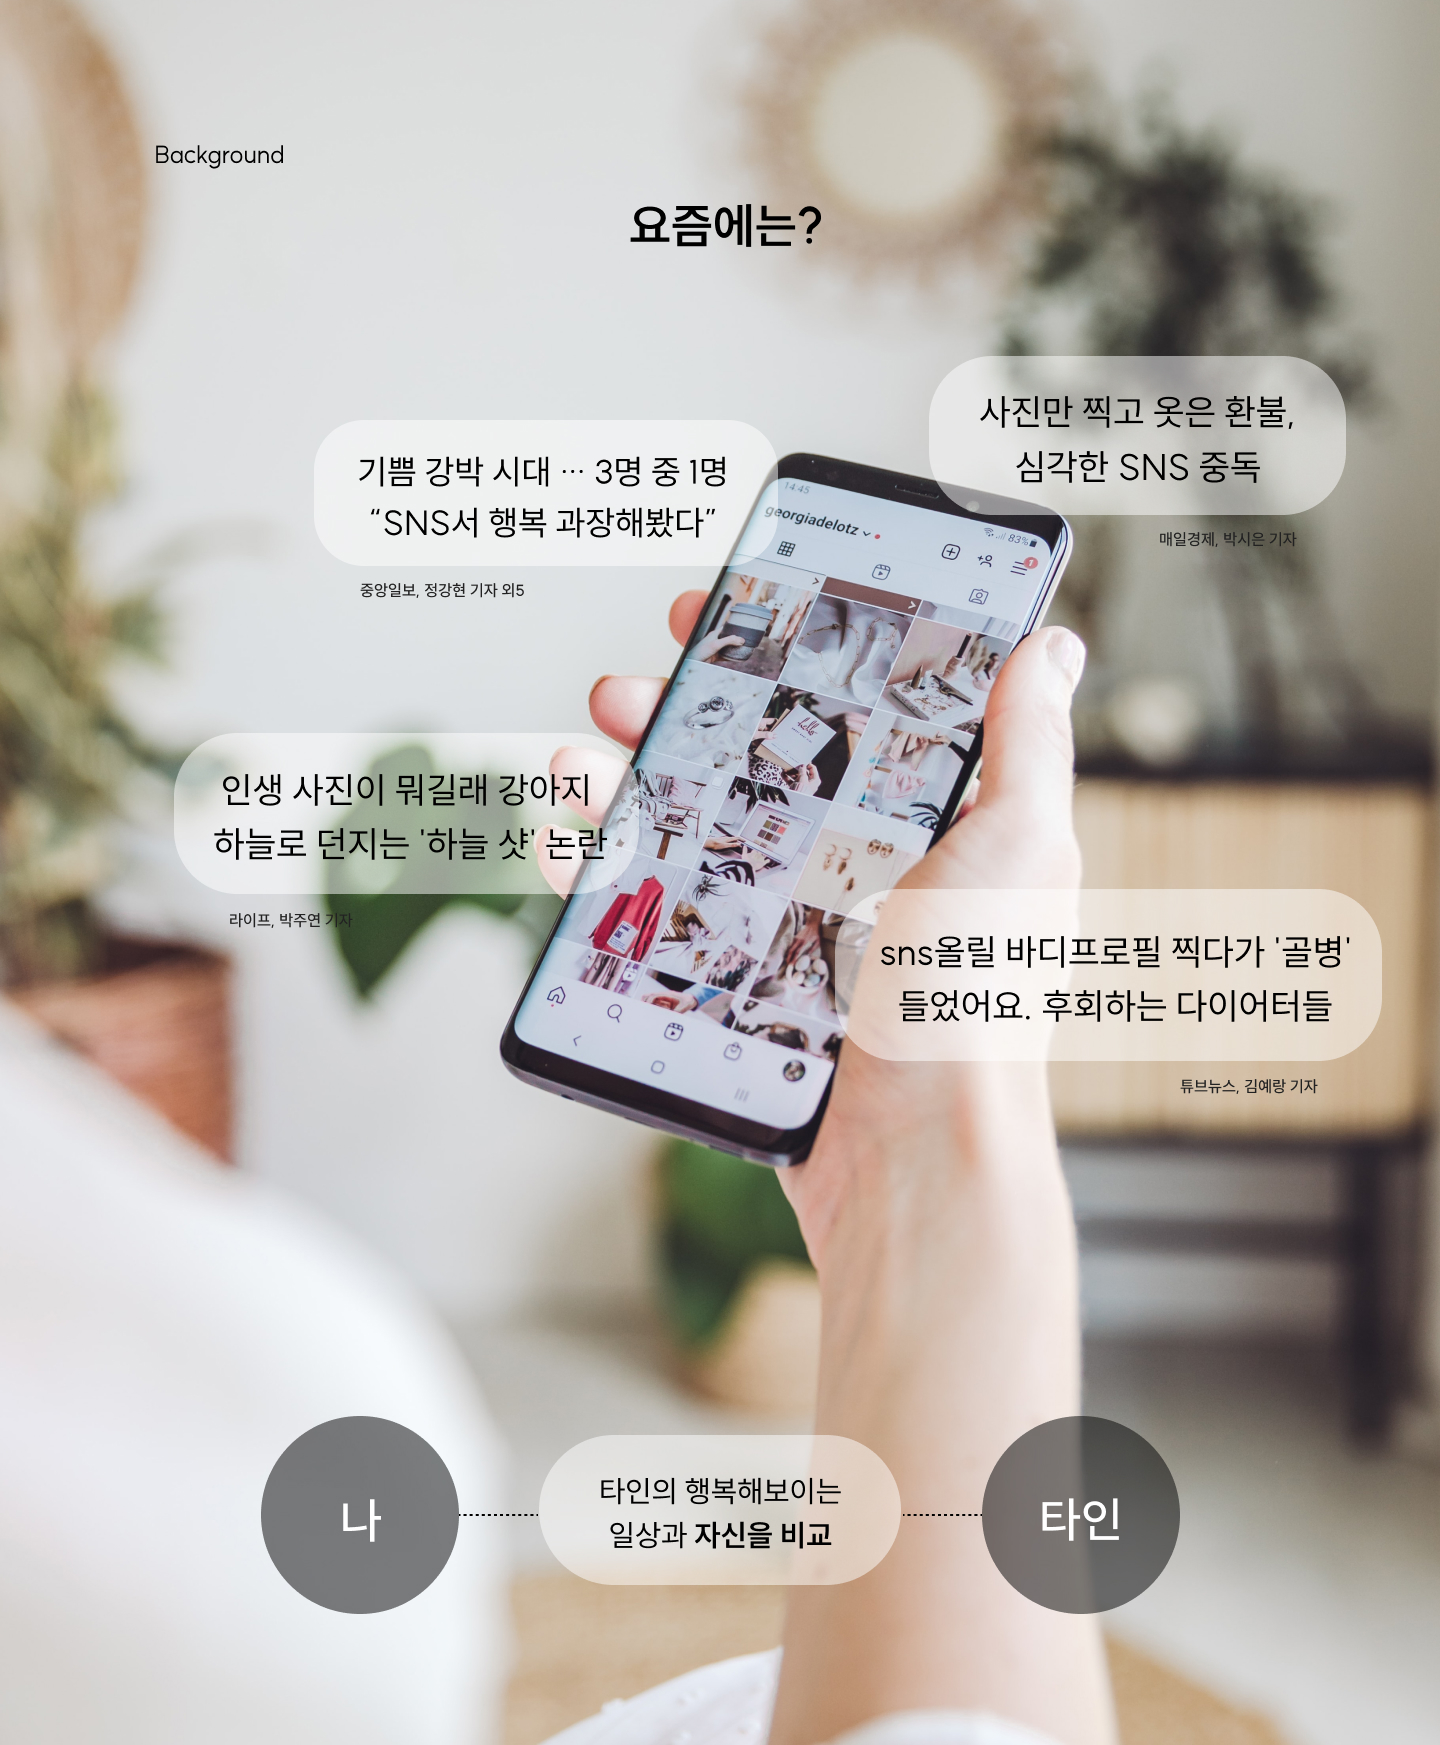 Background
요즘에는?
사진만 찍고 옷은 환불,
심각한 SNS 중독
매일경제, 박시은 기자
기쁨 강박 시대 … 3명 중 1명
“SNS서 행복 과장해봤다”
중앙일보, 정강현 기자 외5
14:45
georgiadelotz
83%
1
hello
인생 사진이 뭐길래 강아지
하늘로 던지는 '하늘 샷' 논란
라이프, 박주연 기자
sns올릴 바디프로필 찍다가 '골병'
들었어요. 후회하는 다이어터들
튜브뉴스, 김예랑 기자
나
타인의 행복해보이는
일상과 자신을 비교
타인